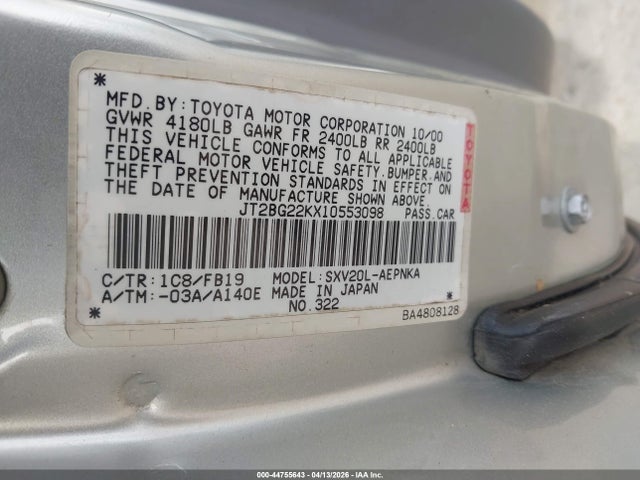 * MFD.BY:TOYOTA MOTOR CORPORATION 10/00
GVWR 4180LB GAWR FR 2400LB RR 2400LB
THIS VEHICLE CONFORMS TO ALL APPLICABLE
FEDERAL MOTOR VEHICLE SAFETY,BUMPER,AND
THEFT PREVENTION STANDARDS IN EFFECT ON
THE DATE OF MANUFACTURE SHOWN ABOVE.
JT2BG22KX10553098 PASS.CAR
TOYOTA
C/TR:1C8/FB19 MODEL:SXV20L-AEPNKA
A/TM:-03A/A140E MADE IN JAPAN
* NO.322 *
BA4808128
000-44755643 - 04/13/2026 - IAA Inc.